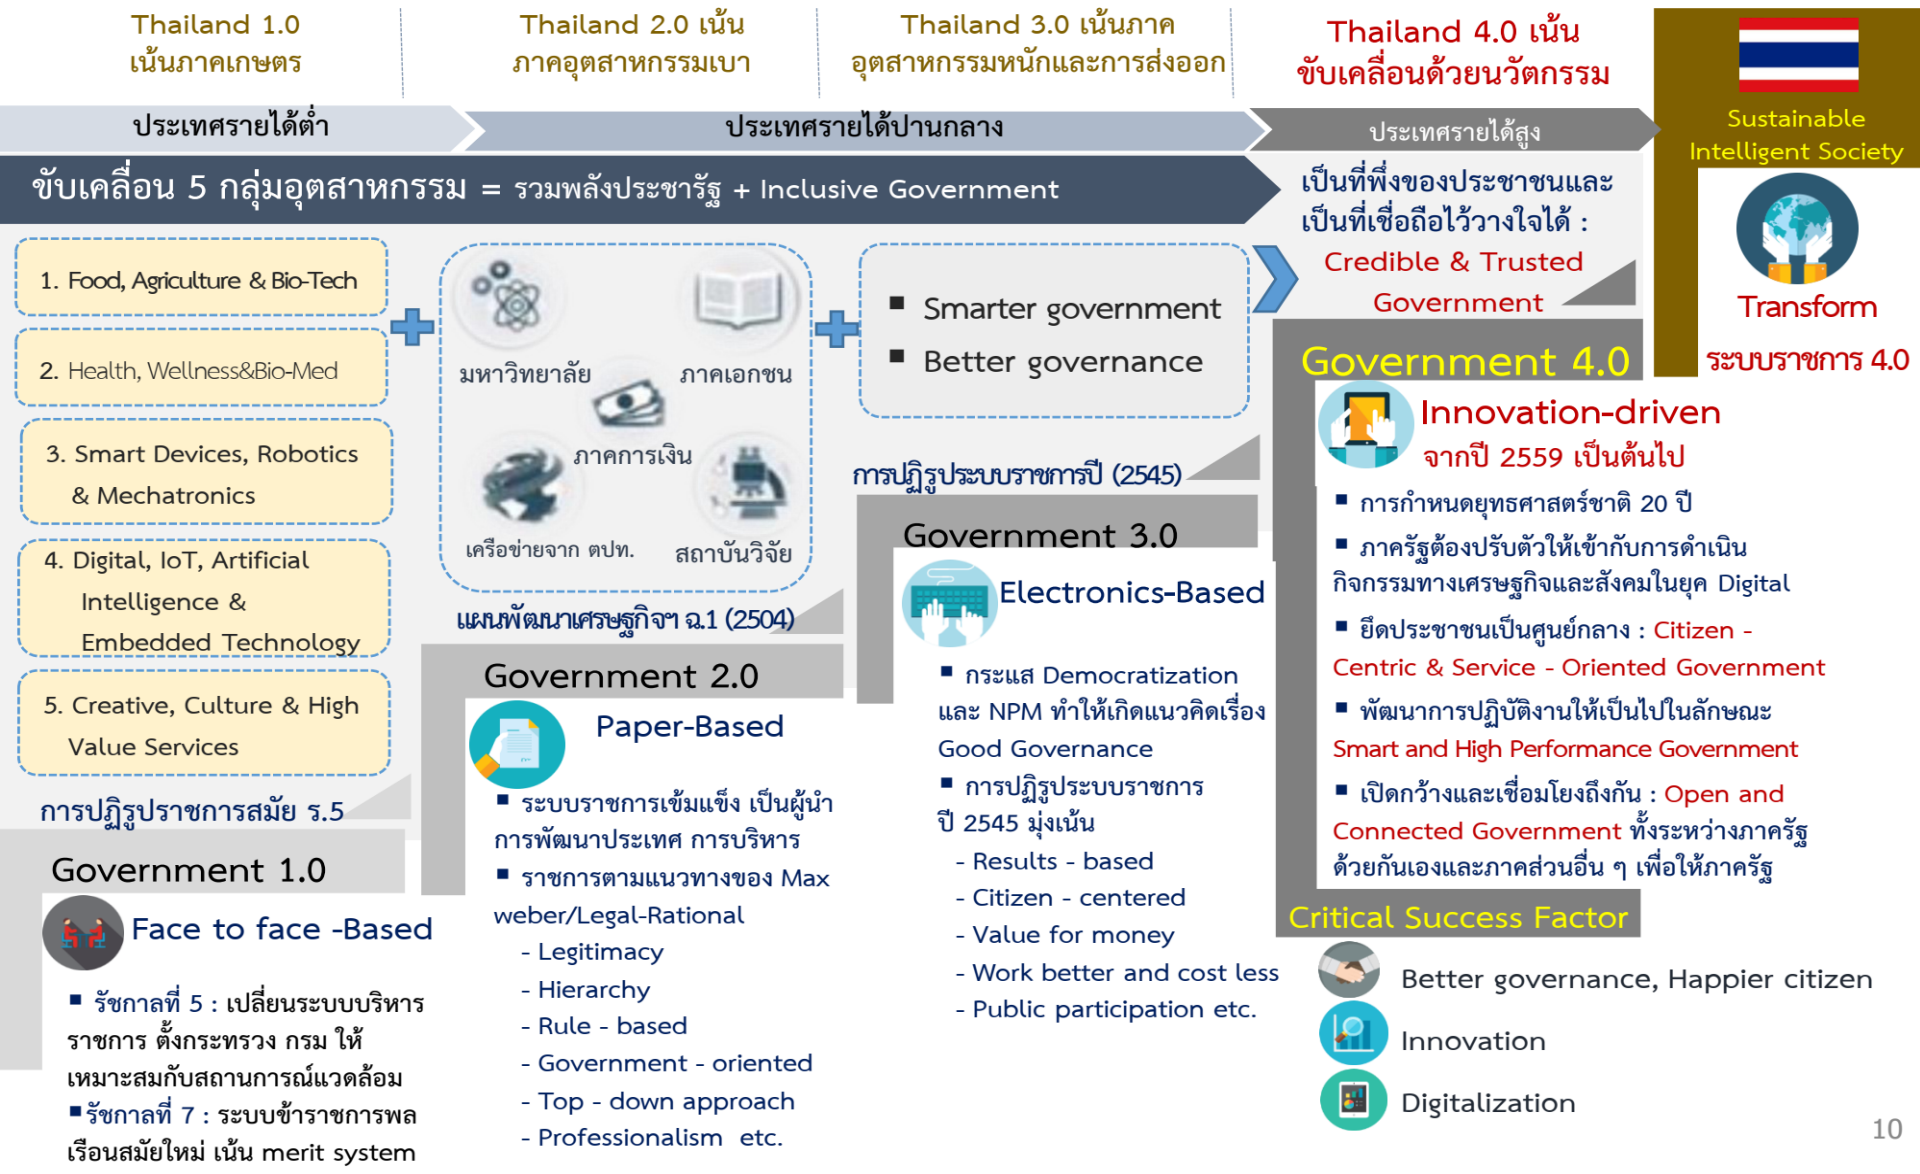 Thailand 1.0
เน้นภาคเกษตร
Thailand 2.0 เน้น
ภาคอุตสาหกรรมเบา
Thailand 3.0 เน้นภาค
อุตสาหกรรมหนักและการส่งออก
Thailand 4.0 เน้น
ขับเคลื่อนด้วยนวัตกรรม
ประเทศรายได้ต่ำ
ประเทศรายได้ปานกลาง
ประเทศรายได้สูง
Sustainable
Intelligent Society
Transform
ระบบราชการ 4.0
ขับเคลื่อน 5 กลุ่มอุตสาหกรรม = รวมพลังประชารัฐ + Inclusive Government
เป็นที่พึ่งของประชาชนและ
เป็นที่เชื่อถือไว้วางใจได้ :
Credible & Trusted
Government
1. Food, Agriculture & Bio-Tech
2. Health, Wellness&Bio-Med
3. Smart Devices, Robotics
& Mechatronics
4. Digital, IoT, Artificial
Intelligence &
Embedded Technology
5. Creative, Culture & High
Value Services
มหาวิทยาลัย
ภาคเอกชน
ภาคการเงิน
เครือข่ายจาก ตปท.
สถาบันวิจัย
▪ Smarter government
▪ Better governance
การปฏิรูปราชการสมัย ร.5
Government 1.0
Face to face -Based
▪ รัชกาลที่ 5 : เปลี่ยนระบบบริหาร
ราชการ ตั้งกระทรวง กรม ให้
เหมาะสมกับสถานการณ์แวดล้อม
▪ รัชกาลที่ 7 : ระบบข้าราชการพล
เรือนสมัยใหม่ เน้น merit system
แผนพัฒนาเศรษฐกิจฯ ฉ.1 (2504)
Government 2.0
Paper-Based
▪ ระบบราชการเข้มแข็ง เป็นผู้นำ
การพัฒนาประเทศ การบริหาร
▪ ราชการตามแนวทางของ Max
weber/Legal-Rational
- Legitimacy
- Hierarchy
- Rule - based
- Government - oriented
- Top - down approach
- Professionalism etc.
การปฏิรูประบบราชการปี (2545)
Government 3.0
Electronics-Based
▪ กระแส Democratization
และ NPM ทำให้เกิดแนวคิดเรื่อง
Good Governance
▪ การปฏิรูประบบราชการ
ปี 2545 มุ่งเน้น
- Results - based
- Citizen - centered
- Value for money
- Work better and cost less
- Public participation etc.
Government 4.0
Innovation-driven
จากปี 2559 เป็นต้นไป
▪ การกำหนดยุทธศาสตร์ชาติ 20 ปี
▪ ภาครัฐต้องปรับตัวให้เข้ากับการดำเนิน
กิจกรรมทางเศรษฐกิจและสังคมในยุค Digital
▪ ยึดประชาชนเป็นศูนย์กลาง : Citizen -
Centric & Service - Oriented Government
▪ พัฒนาการปฏิบัติงานให้เป็นไปในลักษณะ
Smart and High Performance Government
▪ เปิดกว้างและเชื่อมโยงถึงกัน : Open and
Connected Government ทั้งระหว่างภาครัฐ
ด้วยกันเองและภาคส่วนอื่น ๆ เพื่อให้ภาครัฐ
Critical Success Factor
Better governance, Happier citizen
Innovation
Digitalization
10